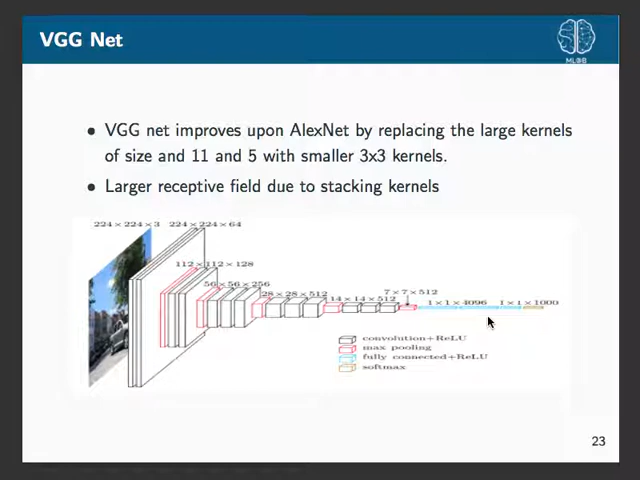 VGG Net
ML@B
• VGG net improves upon AlexNet by replacing the large kernels
of size and 11 and 5 with smaller 3x3 kernels.
• Larger receptive field due to stacking kernels
224×224×3 224×224×64
112×112×128
56×56×256
28×28×512
14×14×512
7×7×512
1×1×4096 1×1×1000
convolution+ReLU
max pooling
fully connected+ReLU
softmax
23